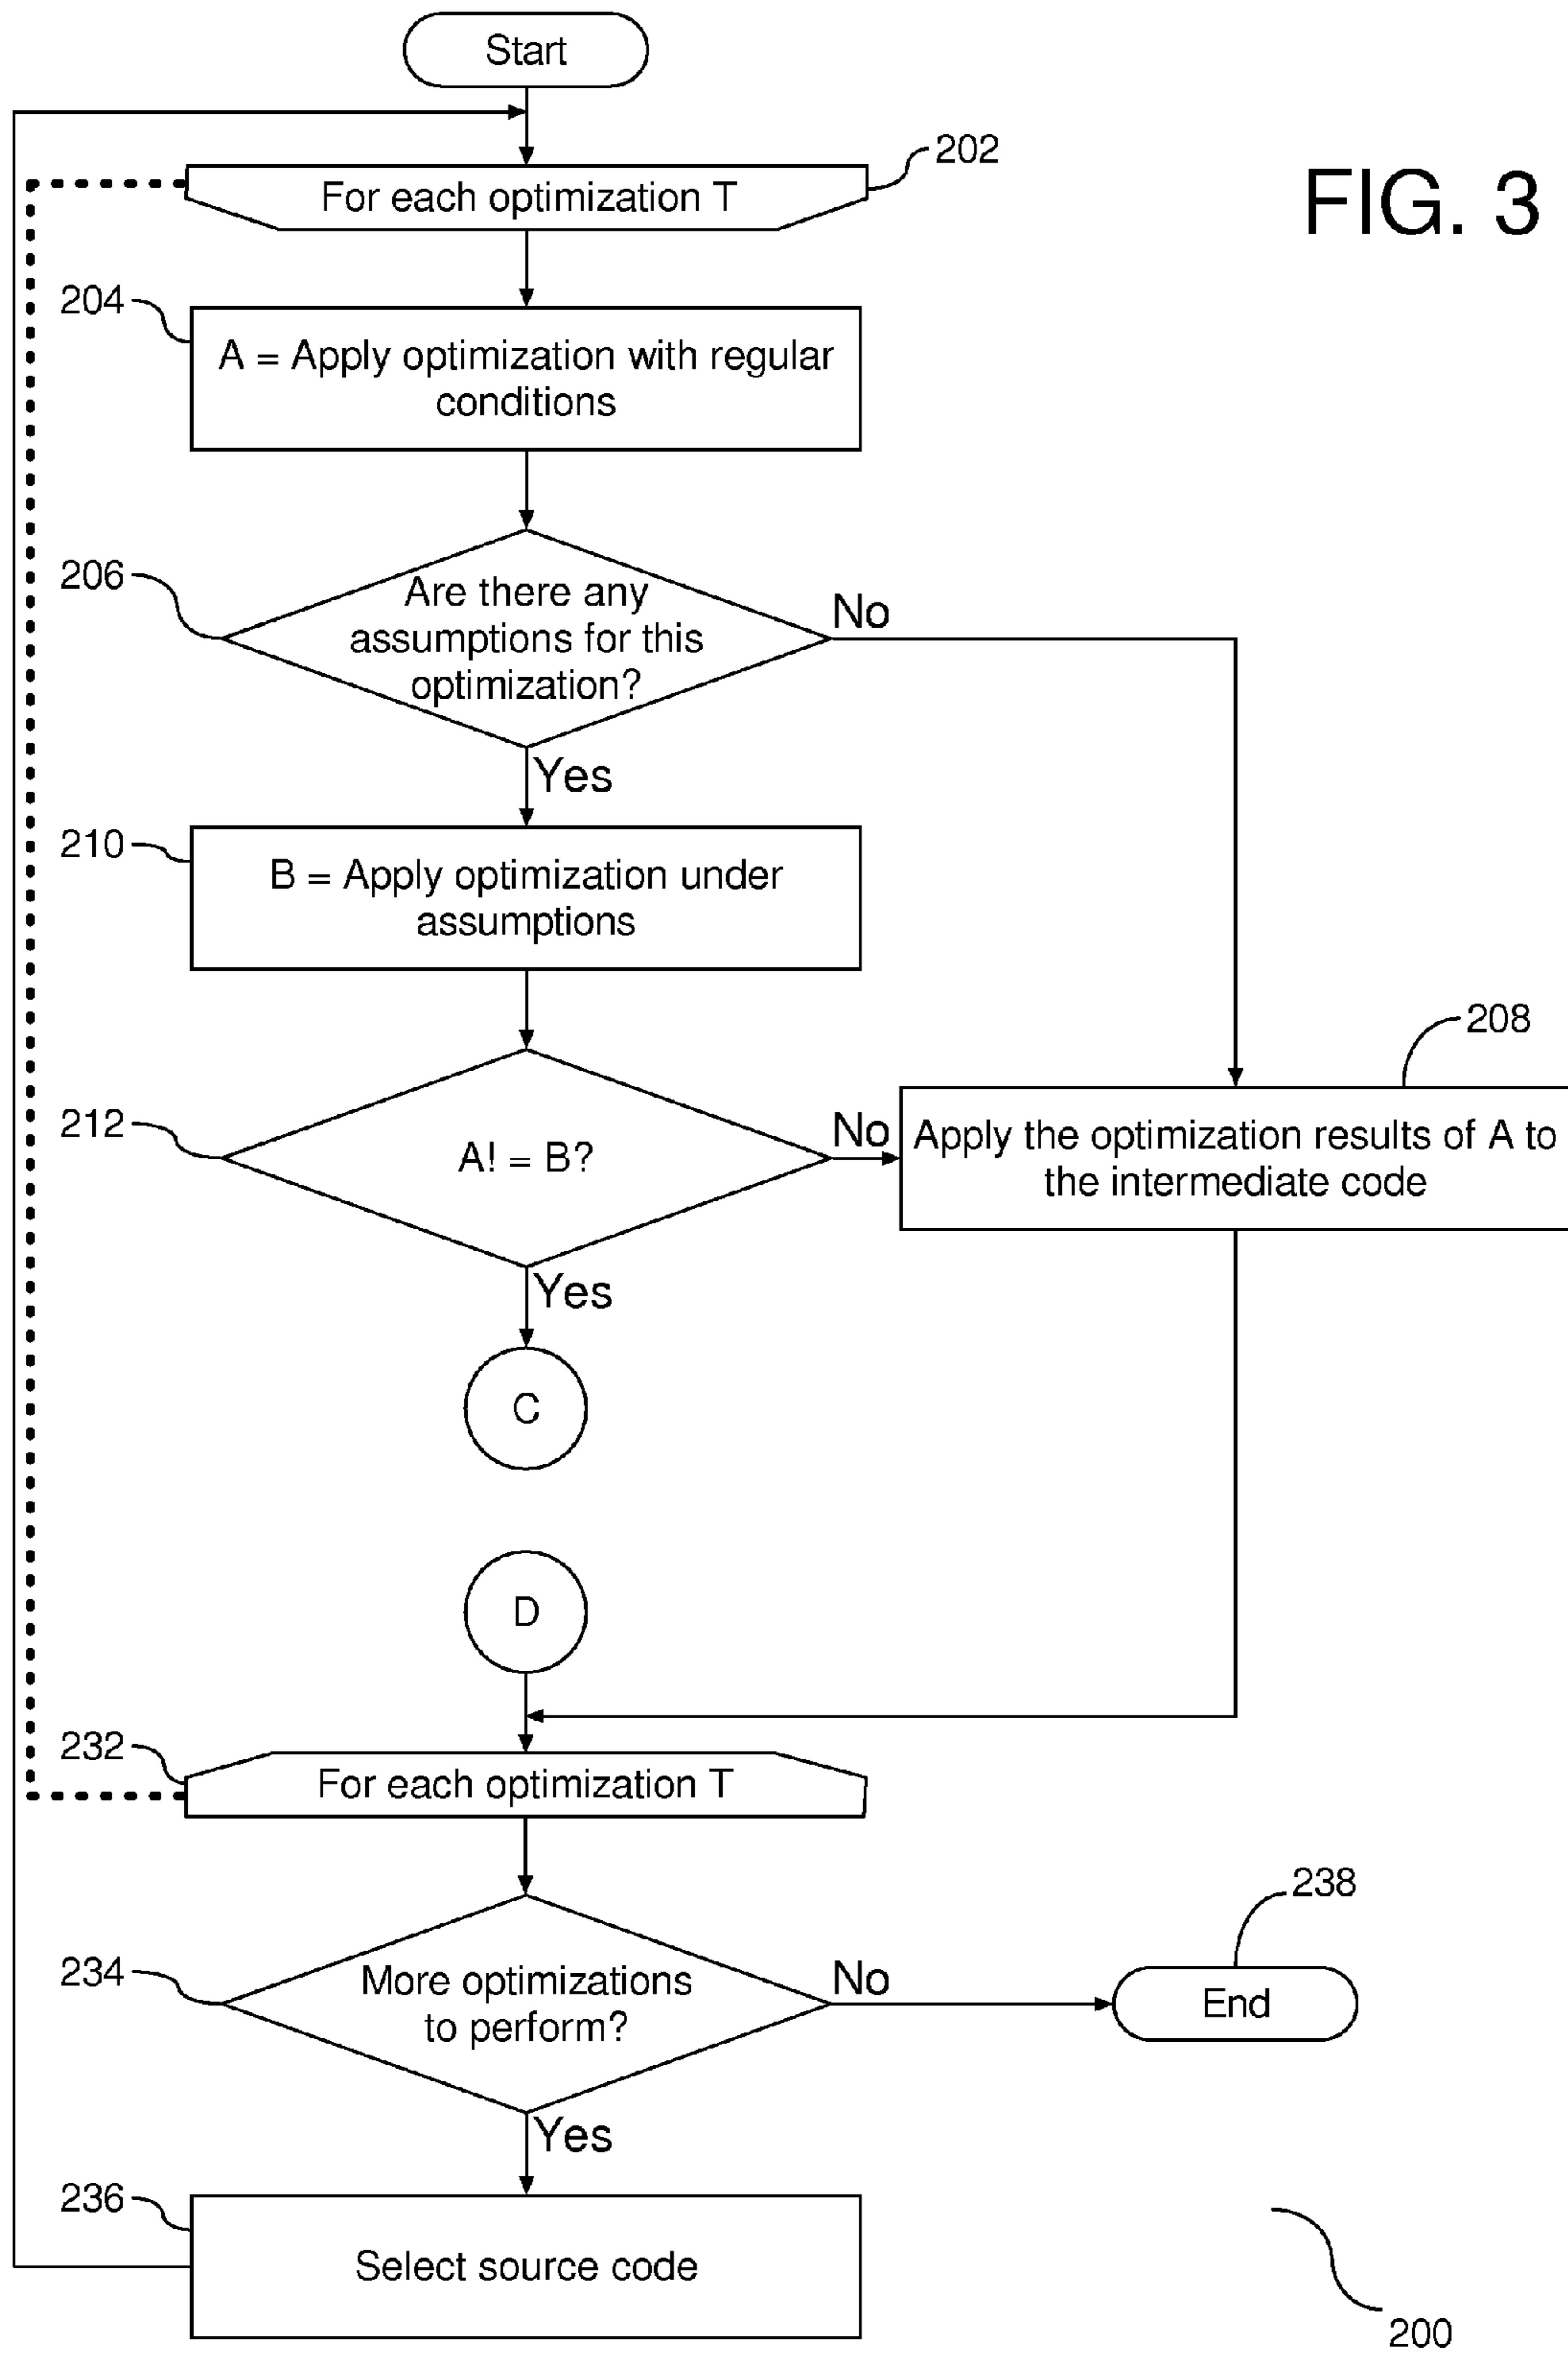 Start
202
FIG. 3
For each optimization T
204
A = Apply optimization with regular
conditions
206
Are there any
assumptions for this
optimization?
No
Yes
210
B = Apply optimization under
assumptions
208
212
A! = B?
No
Apply the optimization results of A to
the intermediate code
Yes
C
D
232
For each optimization T
238
234
More optimizations
to perform?
No
End
Yes
236
Select source code
200